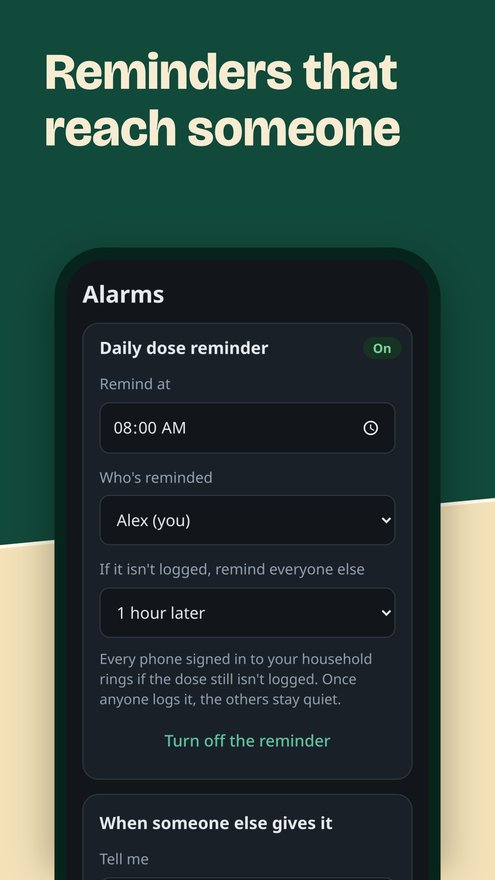 Reminders that
reach someone
Alarms
Daily dose reminder
On
Remind at
08:00 AM
Who's reminded
Alex (you)
If it isn't logged, remind everyone else
1 hour later
Every phone signed in to your household
rings if the dose still isn't logged. Once
anyone logs it, the others stay quiet.
Turn off the reminder
When someone else gives it
Tell me